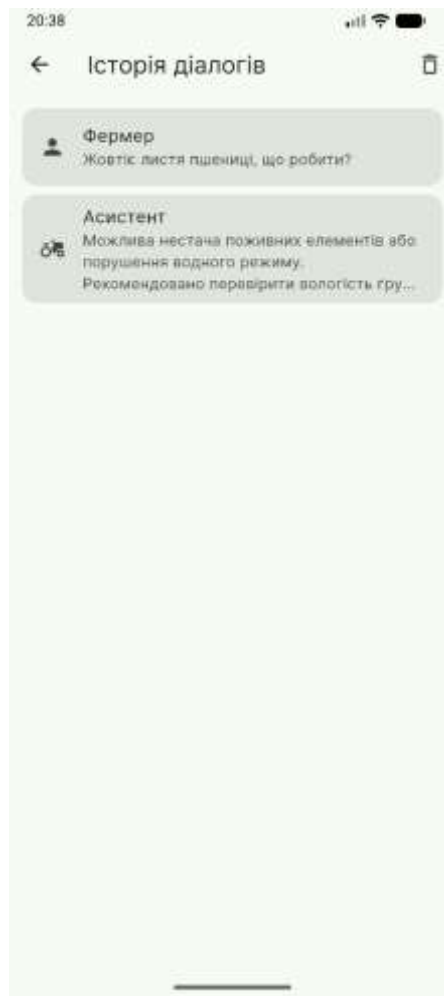 20:38
Історія діалогів
Фермер
Жовтіє листя пшениці, що робити?
Асистент
Можлива нестача поживних елементів або
порушення водного режиму.
Рекомендовано перевірити вологість ґру...